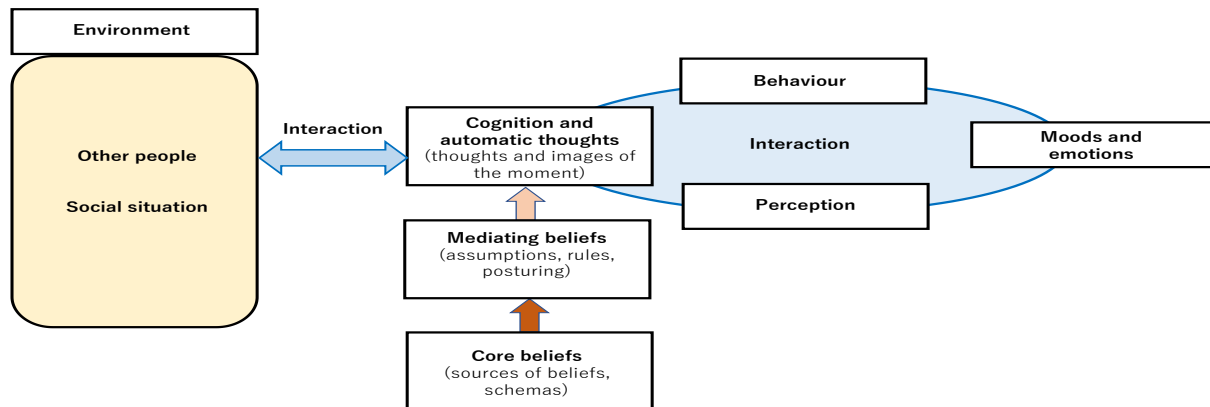 Environment
Other people
Social situation
Interaction
Cognition and
automatic thoughts
(thoughts and images of
the moment)
Behaviour
Interaction
Moods and
emotions
Perception
Mediating beliefs
(assumptions, rules,
posturing)
Core beliefs
(sources of beliefs,
schemas)